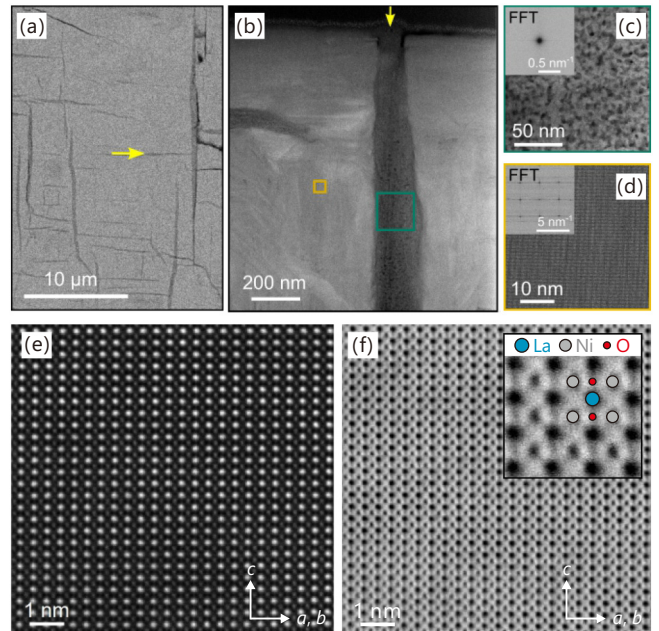 (a)
10 µm
(b)
200 nm
(c)
FFT
0.5 nm⁻¹
50 nm
(d)
FFT
5 nm⁻¹
10 nm
(e)
c
a, b
1 nm
(f)
La Ni O
c
a, b
1 nm